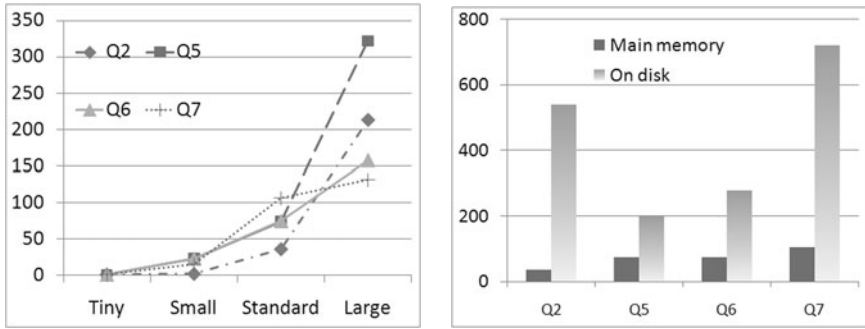 350
300
250
200
150
100
50
0
Q2 Q5
Q6 Q7
Tiny Small Standard Large
800
600
400
200
0
Main memory
On disk
Q2 Q5 Q6 Q7